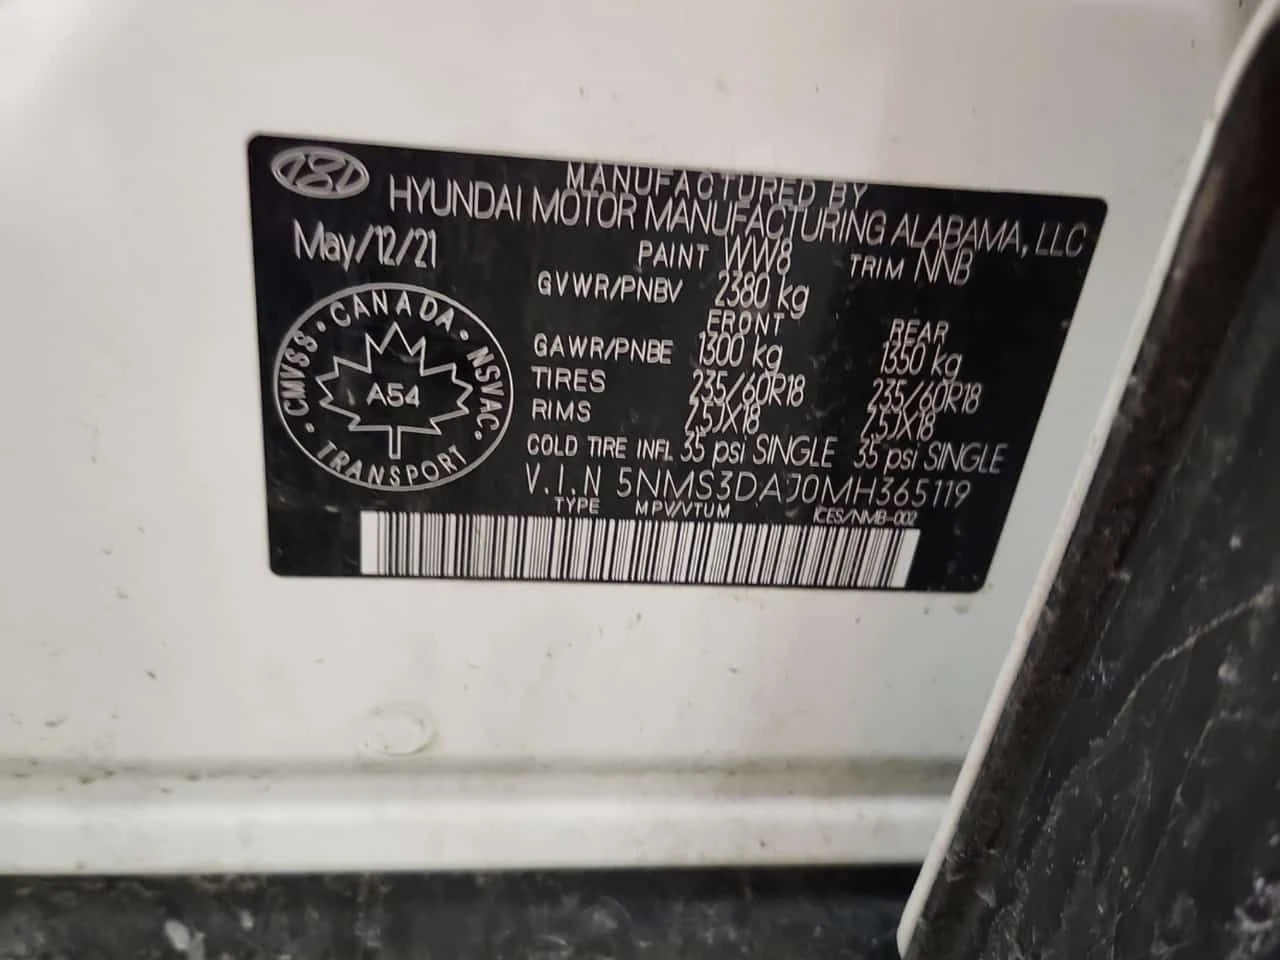 MANUFACTURED BY
HYUNDAI MOTOR MANUFACTURING ALABAMA, LLC
May/12/21
PAINT WW8 TRIM NNB
GVWR/PNBV 2380 kg
FRONT REAR
GAWR/PNBE 1300 kg 1350 kg
TIRES 235/60R18 235/60R18
RIMS 7.5JX18 7.5JX18
COLD TIRE INFL 35 psi SINGLE 35 psi SINGLE
V.I.N 5NMS3DAJ0MH365119
TYPE MPV/VTUM ICES/NMB-002
CANADA
CMVSS · NSVAC
A54
TRANSPORT